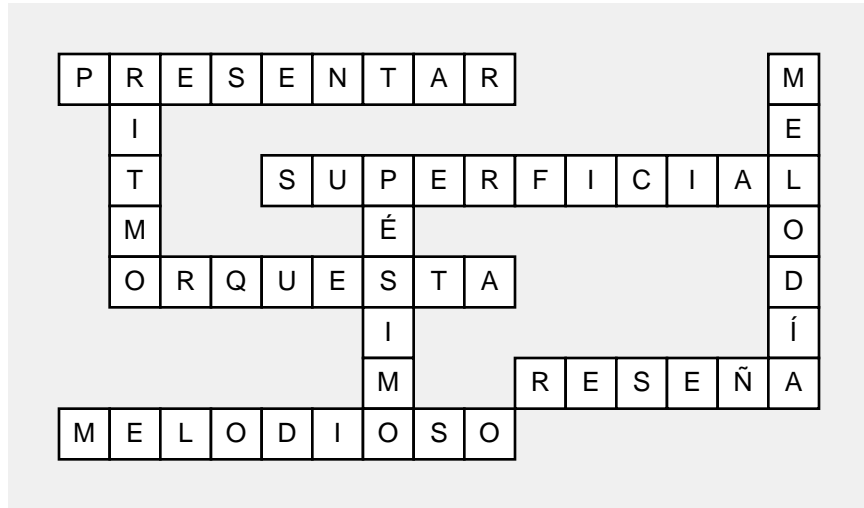 P R E S E N T A R M
I E
T S U P E R F I C I A L
M É O
O R Q U E S T A D
I Í
M R E S E Ñ A
M E L O D I O S O